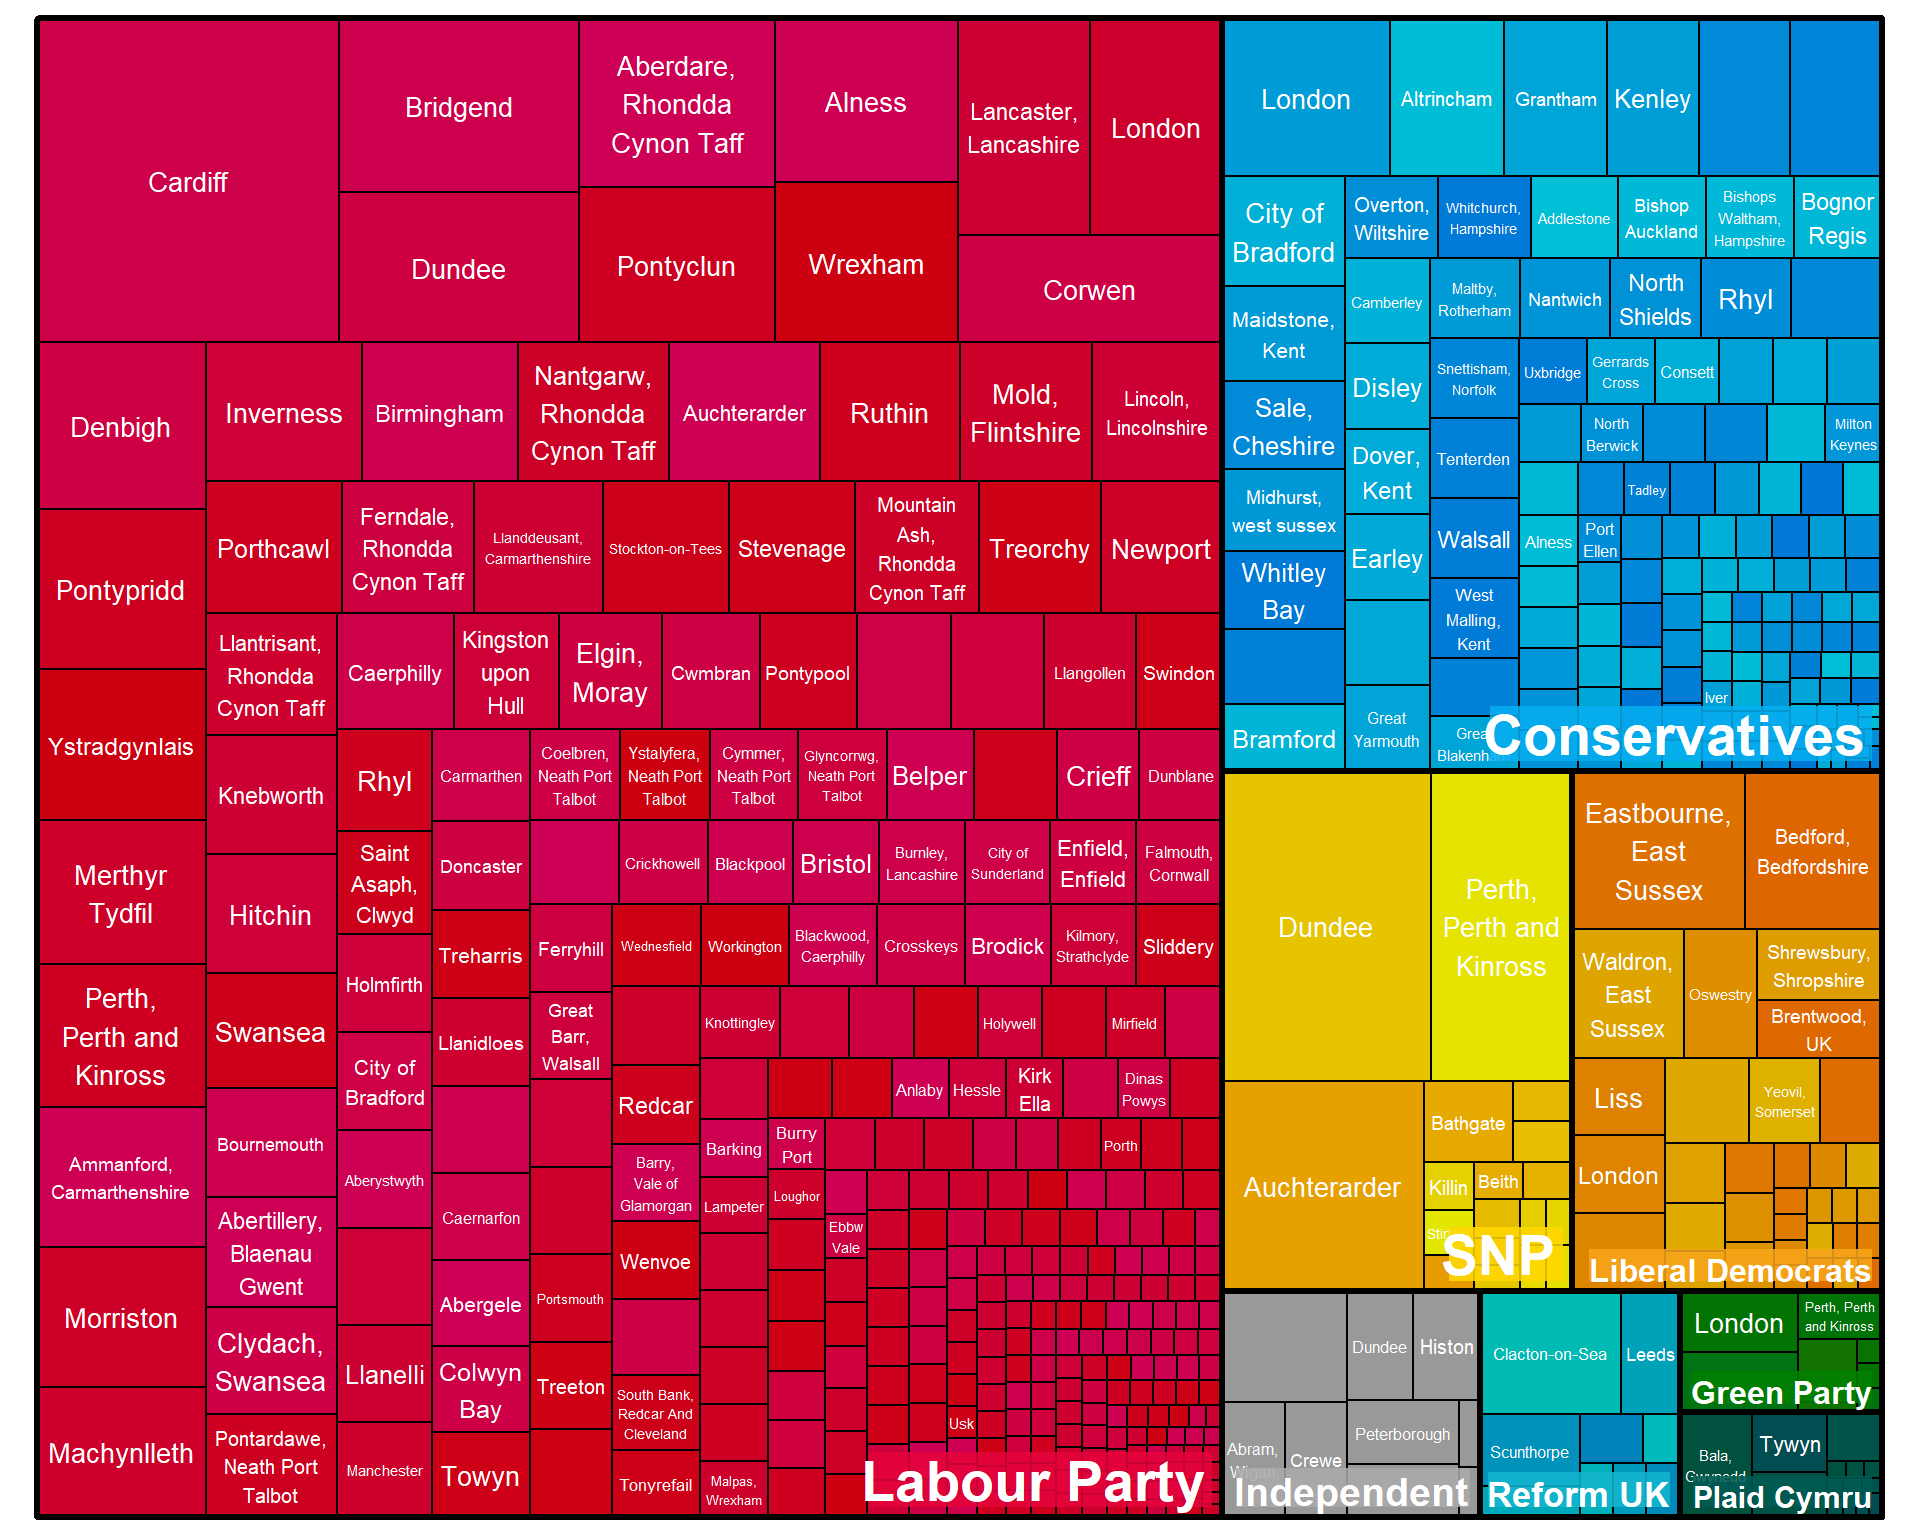 Cardiff
Bridgend
Dundee
Aberdare,
Rhondda
Cynon Taff
Pontyclun
Alness
Wrexham
Lancaster,
Lancashire
London
Corwen
Denbigh
Pontypridd
Ystradgynlais
Merthyr
Tydfil
Perth,
Perth and
Kinross
Ammanford,
Carmarthenshire
Morriston
Machynlleth
Inverness
Birmingham
Nantgarw,
Rhondda
Cynon Taff
Auchterarder
Ruthin
Mold,
Flintshire
Lincoln,
Lincolnshire
Porthcawl
Ferndale,
Rhondda
Cynon Taff
Llanddeusant,
Carmarthenshire
Stockton-on-Tees
Stevenage
Mountain
Ash,
Rhondda
Cynon Taff
Treorchy
Newport
Llantrisant,
Rhondda
Cynon Taff
Knebworth
Hitchin
Swansea
Bournemouth
Abertillery,
Blaenau
Gwent
Clydach,
Swansea
Pontardawe,
Neath Port
Talbot
Caerphilly
Kingston
upon
Hull
Elgin,
Moray
Cwmbran
Pontypool
Llangollen
Swindon
Rhyl
Saint
Asaph,
Clwyd
Holmfirth
City of
Bradford
Aberystwyth
Llanelli
Manchester
Carmarthen
Doncaster
Treharris
Llanidloes
Caernarfon
Abergele
Colwyn
Bay
Towyn
Coelbren,
Neath Port
Talbot
Ystalyfera,
Neath Port
Talbot
Cymmer,
Neath Port
Talbot
Glyncorrwg,
Neath Port
Talbot
Belper
Crieff
Dunblane
Crickhowell
Blackpool
Bristol
Burnley,
Lancashire
City of
Sunderland
Enfield,
Enfield
Falmouth,
Cornwall
Ferryhill
Great
Barr,
Walsall
Portsmouth
Treeton
Wednesfield
Workington
Blackwood,
Caerphilly
Crosskeys
Brodick
Kilmory,
Strathclyde
Sliddery
Redcar
Barry,
Vale of
Glamorgan
Wenvoe
South Bank,
Redcar And
Cleveland
Tonyrefail
Knottingley
Holywell
Mirfield
Barking
Lampeter
Malpas,
Wrexham
Anlaby
Hessle
Kirk
Ella
Dinas
Powys
Burry
Port
Loughor
Porth
Ebbw
Vale
Usk
Labour Party
London
Altrincham
Grantham
Kenley
City of
Bradford
Maidstone,
Kent
Sale,
Cheshire
Midhurst,
west sussex
Whitley
Bay
Bramford
Overton,
Wiltshire
Whitchurch,
Hampshire
Addlestone
Bishop
Auckland
Bishops
Waltham,
Hampshire
Bognor
Regis
Camberley
Disley
Dover,
Kent
Earley
Great
Yarmouth
Maltby,
Rotherham
Nantwich
North
Shields
Rhyl
Snettisham,
Norfolk
Tenterden
Walsall
West
Malling,
Kent
Great
Blakenham
Uxbridge
Gerrards
Cross
Consett
North
Berwick
Milton
Keynes
Tadley
Alness
Port
Ellen
Iver
Conservatives
Dundee
Perth,
Perth and
Kinross
Auchterarder
Bathgate
Killin
Beith
SNP
Eastbourne,
East
Sussex
Bedford,
Bedfordshire
Waldron,
East
Sussex
Oswestry
Shrewsbury,
Shropshire
Brentwood,
UK
Liss
Yeovil,
Somerset
London
Liberal Democrats
Dundee
Histon
Peterborough
Abram,
Wigan
Crewe
Independent
Clacton-on-Sea
Leeds
Scunthorpe
Reform UK
London
Perth, Perth
and Kinross
Green Party
Bala,
Gwynedd
Tywyn
Plaid Cymru